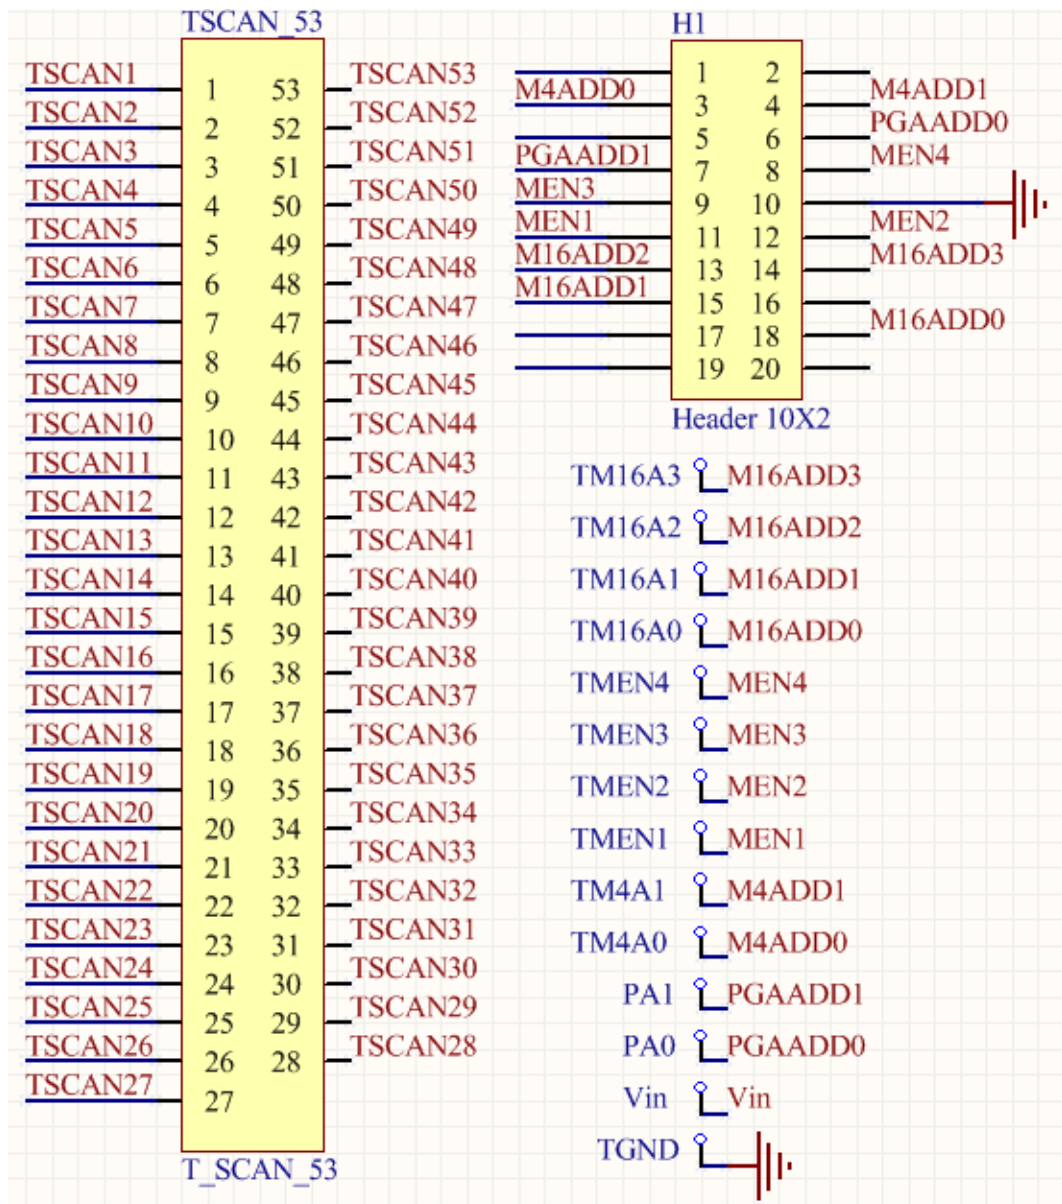 TSCAN_53
TSCAN1 1 53 TSCAN53
TSCAN2 2 52 TSCAN52
TSCAN3 3 51 TSCAN51
TSCAN4 4 50 TSCAN50
TSCAN5 5 49 TSCAN49
TSCAN6 6 48 TSCAN48
TSCAN7 7 47 TSCAN47
TSCAN8 8 46 TSCAN46
TSCAN9 9 45 TSCAN45
TSCAN10 10 44 TSCAN44
TSCAN11 11 43 TSCAN43
TSCAN12 12 42 TSCAN42
TSCAN13 13 41 TSCAN41
TSCAN14 14 40 TSCAN40
TSCAN15 15 39 TSCAN39
TSCAN16 16 38 TSCAN38
TSCAN17 17 37 TSCAN37
TSCAN18 18 36 TSCAN36
TSCAN19 19 35 TSCAN35
TSCAN20 20 34 TSCAN34
TSCAN21 21 33 TSCAN33
TSCAN22 22 32 TSCAN32
TSCAN23 23 31 TSCAN31
TSCAN24 24 30 TSCAN30
TSCAN25 25 29 TSCAN29
TSCAN26 26 28 TSCAN28
TSCAN27 27
T_SCAN_53
H1
1 2
M4ADD0 3 4 M4ADD1
5 6 PGAADD0
PGAADD1 7 8 MEN4
MEN3 9 10
MEN1 11 12 MEN2
M16ADD2 13 14 M16ADD3
M16ADD1 15 16
17 18 M16ADD0
19 20
Header 10X2
TM16A3 M16ADD3
TM16A2 M16ADD2
TM16A1 M16ADD1
TM16A0 M16ADD0
TMEN4 MEN4
TMEN3 MEN3
TMEN2 MEN2
TMEN1 MEN1
TM4A1 M4ADD1
TM4A0 M4ADD0
PA1 PGAADD1
PA0 PGAADD0
Vin Vin
TGND